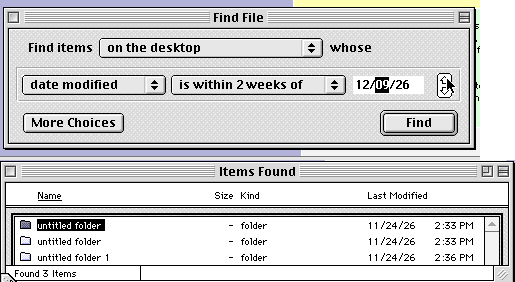 Find File
Find items on the desktop whose
date modified is within 2 weeks of 12/09/26
More Choices Find
Items Found
Name Size Kind Last Modified
untitled folder – folder 11/24/26 2:33 PM
untitled folder – folder 11/24/26 2:33 PM
untitled folder 1 – folder 11/24/26 2:36 PM
Found 3 Items